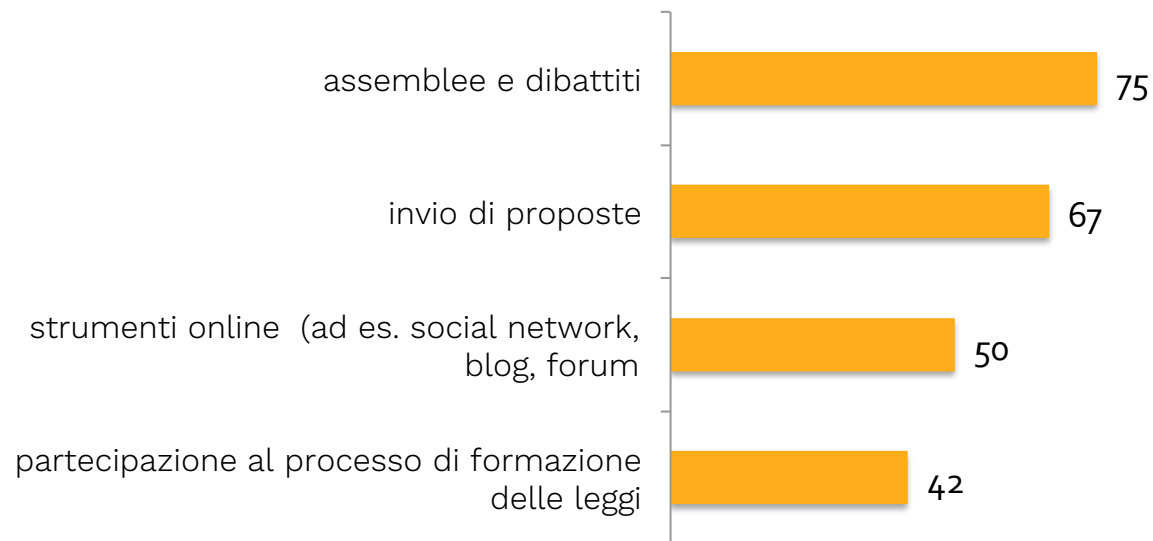 assemblee e dibattiti 75
invio di proposte 67
strumenti online (ad es. social network,
blog, forum 50
partecipazione al processo di formazione
delle leggi 42